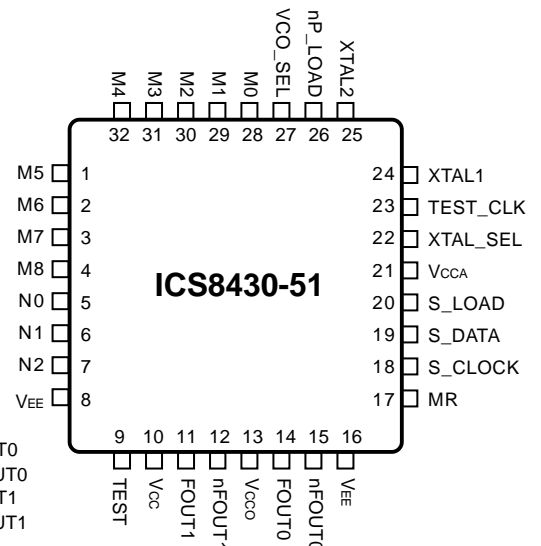 M4 M3 M2 M1 M0 VCO_SEL nP_LOAD XTAL2
32 31 30 29 28 27 26 25
M5 1
M6 2
M7 3
M8 4
N0 5
N1 6
N2 7
VEE 8
ICS8430-51
24 XTAL1
23 TEST_CLK
22 XTAL_SEL
21 VCCA
20 S_LOAD
19 S_DATA
18 S_CLOCK
17 MR
9 10 11 12 13 14 15 16
TEST VCC FOUT1 VCCO FOUT0 nFOUT0 VEE